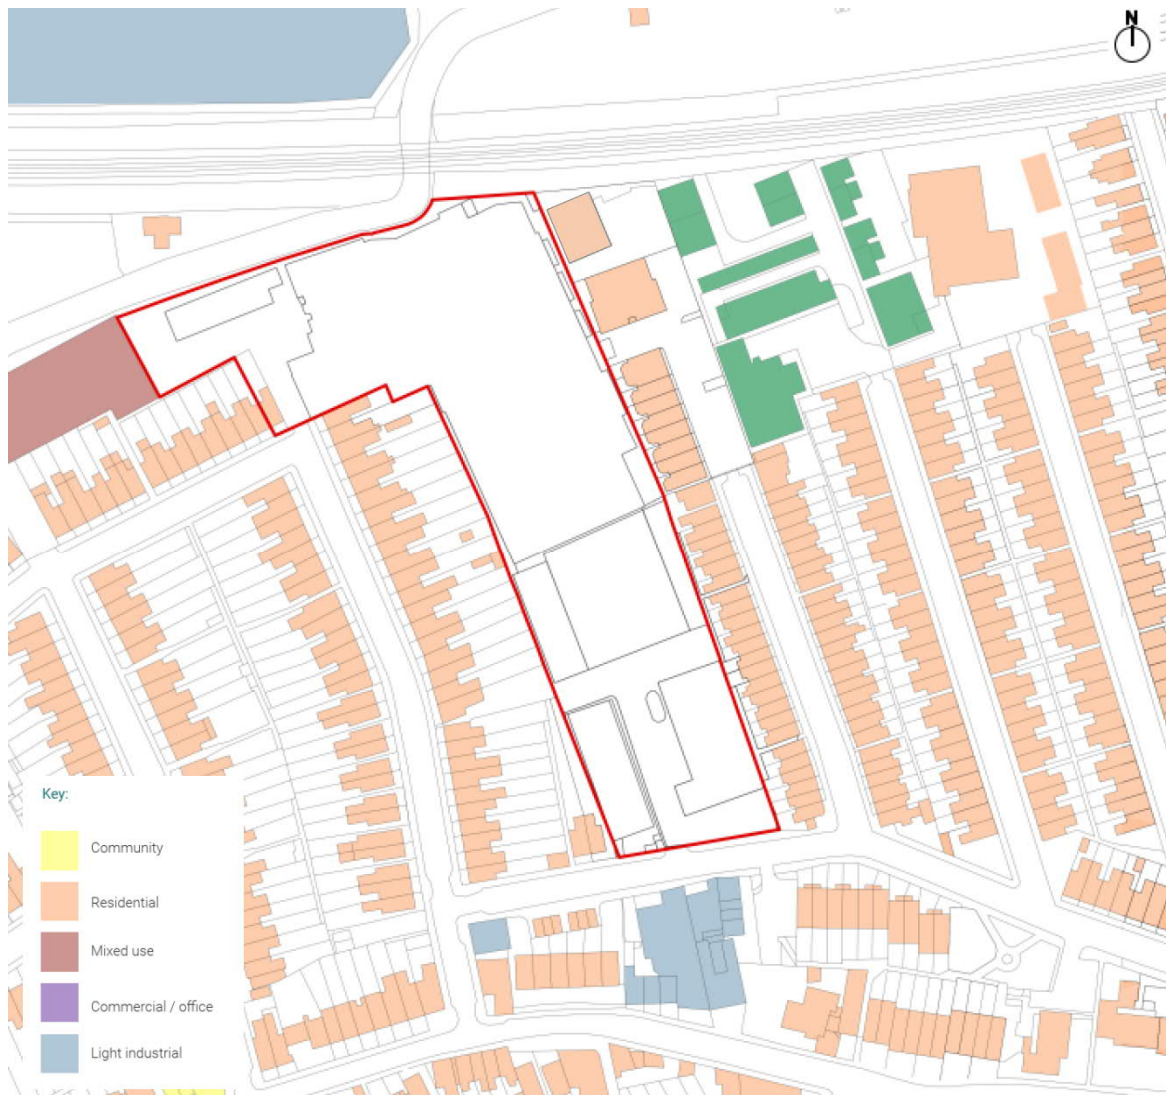 N
Key:
Community
Residential
Mixed use
Commercial / office
Light industrial